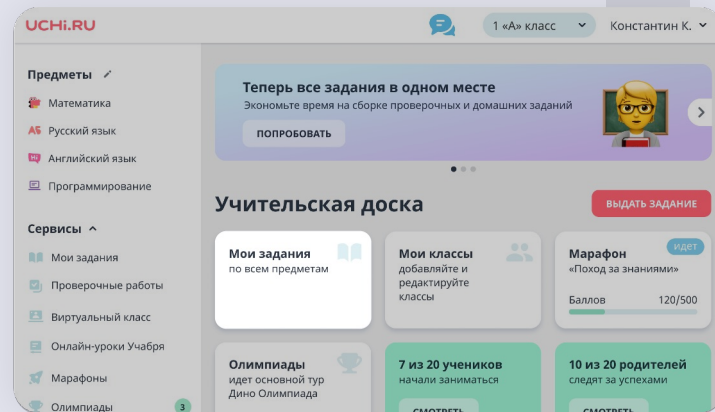 UCHi.RU
1 «А» класс
Константин К.
Предметы
Математика
АБ Русский язык
Hi Английский язык
Программирование
Сервисы
Мои задания
Проверочные работы
Виртуальный класс
Онлайн-уроки Учабря
Марафоны
Олимпиады 3
Теперь все задания в одном месте
Экономьте время на сборке проверочных и домашних заданий
ПОПРОБОВАТЬ
Учительская доска
ВЫДАТЬ ЗАДАНИЕ
Мои задания
по всем предметам
Мои классы
добавляйте и
редактируйте
классы
идет
Марафон
«Поход за знаниями»
Баллов 120/500
Олимпиады
идет основной тур
Дино Олимпиада
7 из 20 учеников
начали заниматься
СМОТРЕТЬ
10 из 20 родителей
следят за успехами
СМОТРЕТЬ